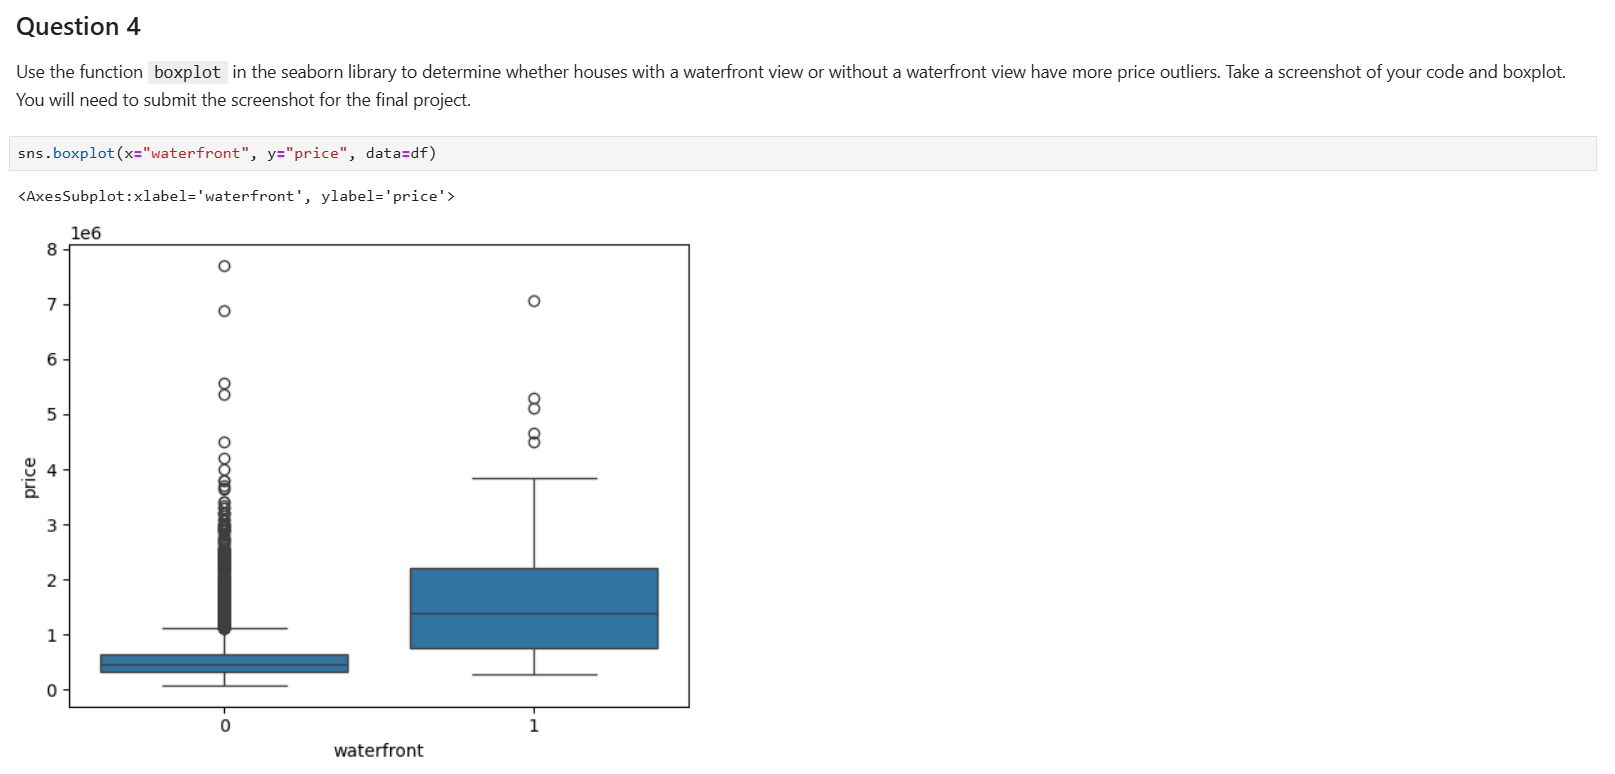 Question 4
Use the function boxplot in the seaborn library to determine whether houses with a waterfront view or without a waterfront view have more price outliers. Take a screenshot of your code and boxplot.
You will need to submit the screenshot for the final project.
sns.boxplot(x="waterfront", y="price", data=df)
<AxesSubplot:xlabel='waterfront', ylabel='price'>
1e6
8
7
6
5
4
3
2
1
0
price
0 1
waterfront